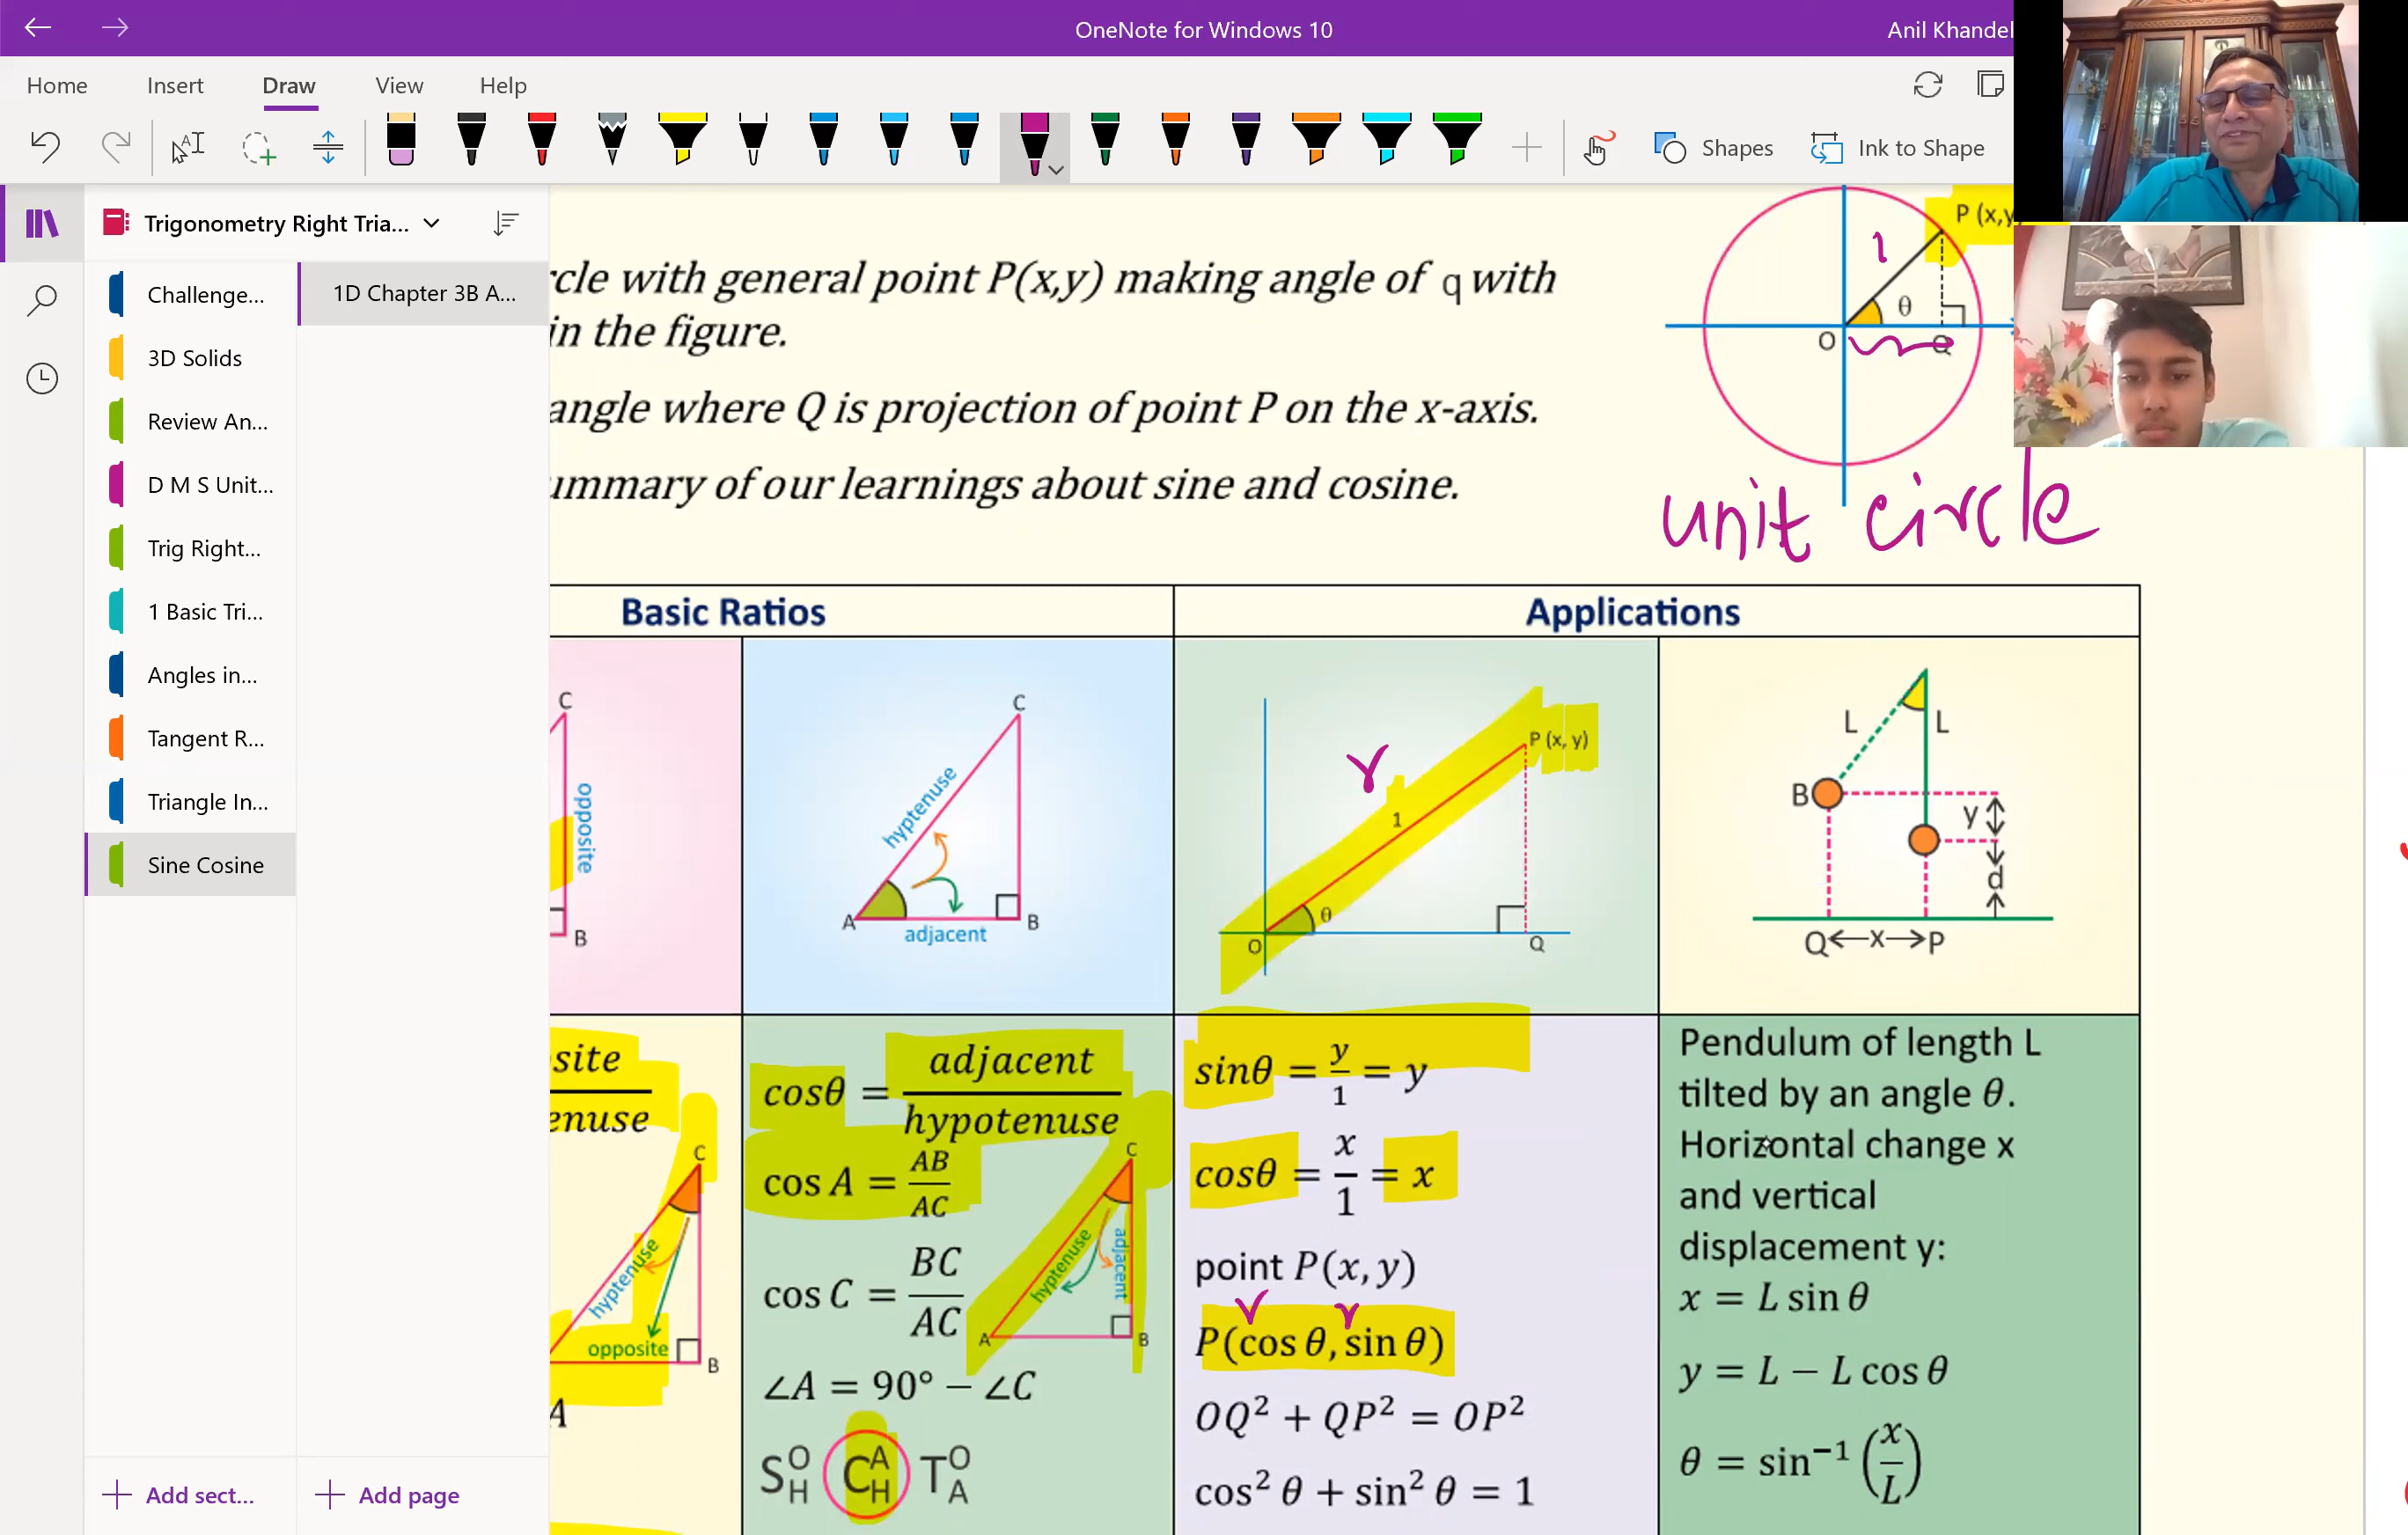 OneNote for Windows 10
Anil Khandel
Home Insert Draw View Help
Shapes
Ink to Shape
Trigonometry Right Tria...
Challenge...
3D Solids
Review An...
D M S Unit...
Trig Right...
1 Basic Tri...
Angles in...
Tangent R...
Triangle In...
Sine Cosine
1D Chapter 3B A...
Add sect...
Add page
cle with general point P(x,y) making angle of q with
in the figure.
angle where Q is projection of point P on the x-axis.
ummary of our learnings about sine and cosine.
P (x,y
1
θ
O
Q
unit circle
Basic Ratios
Applications
C
opposite
B
C
hyptenuse
A
adjacent
B
r
P (x, y)
1
θ
O
Q
L
L
B
y
d
Q
x
P
site
enuse
C
hyptenuse
opposite
B
A
cosθ = adjacent / hypotenuse
cos A = AB / AC
cos C = BC / AC
C
hyptenuse
adjacent
A
B
∠A = 90° − ∠C
S O H C A H T O A
sinθ = y/1 = y
cosθ = x/1 = x
point P(x, y)
r r
P(cos θ, sin θ)
OQ² + QP² = OP²
cos² θ + sin² θ = 1
Pendulum of length L
tilted by an angle θ.
Horizontal change x
and vertical
displacement y:
x = L sin θ
y = L − L cos θ
θ = sin⁻¹ (x/L)